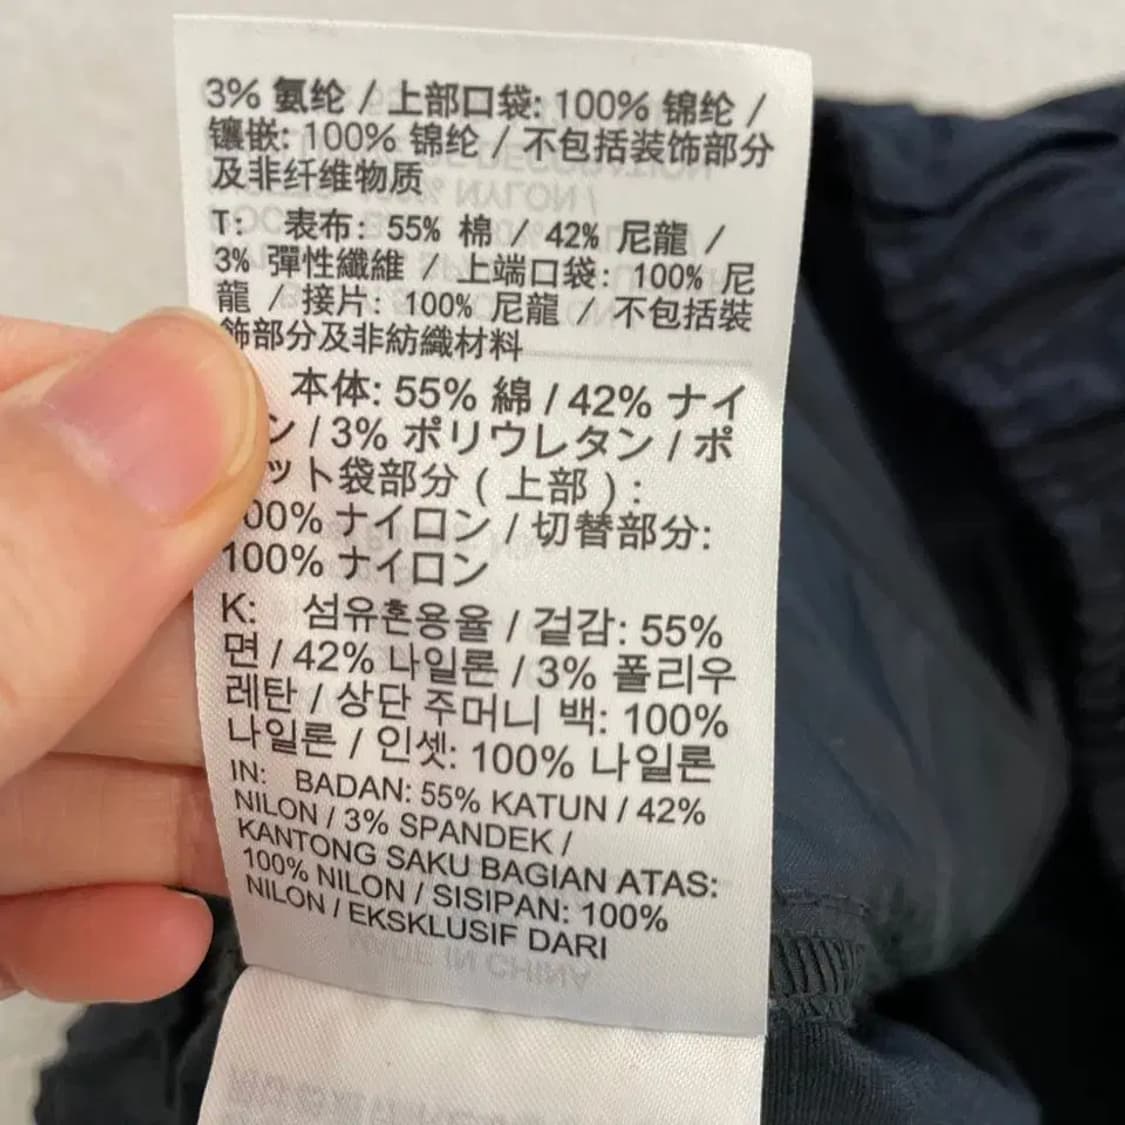 3% 氨纶 / 上部口袋: 100% 锦纶 /
镶嵌: 100% 锦纶 / 不包括装饰部分
及非纤维物质
T: 表布: 55% 棉 / 42% 尼龍 /
3% 彈性纖維 / 上端口袋: 100% 尼
龍 / 接片: 100% 尼龍 / 不包括裝
飾部分及非紡織材料
本体: 55% 綿 / 42% ナイ
ン / 3% ポリウレタン / ポ
ット袋部分 ( 上部 ) :
00% ナイロン / 切替部分:
100% ナイロン
K: 섬유혼용율 / 겉감: 55%
면 / 42% 나일론 / 3% 폴리우
레탄 / 상단 주머니 백: 100%
나일론 / 인셋: 100% 나일론
IN: BADAN: 55% KATUN / 42%
NILON / 3% SPANDEK /
KANTONG SAKU BAGIAN ATAS:
100% NILON / SISIPAN: 100%
NILON / EKSKLUSIF DARI
MADE IN CHINA